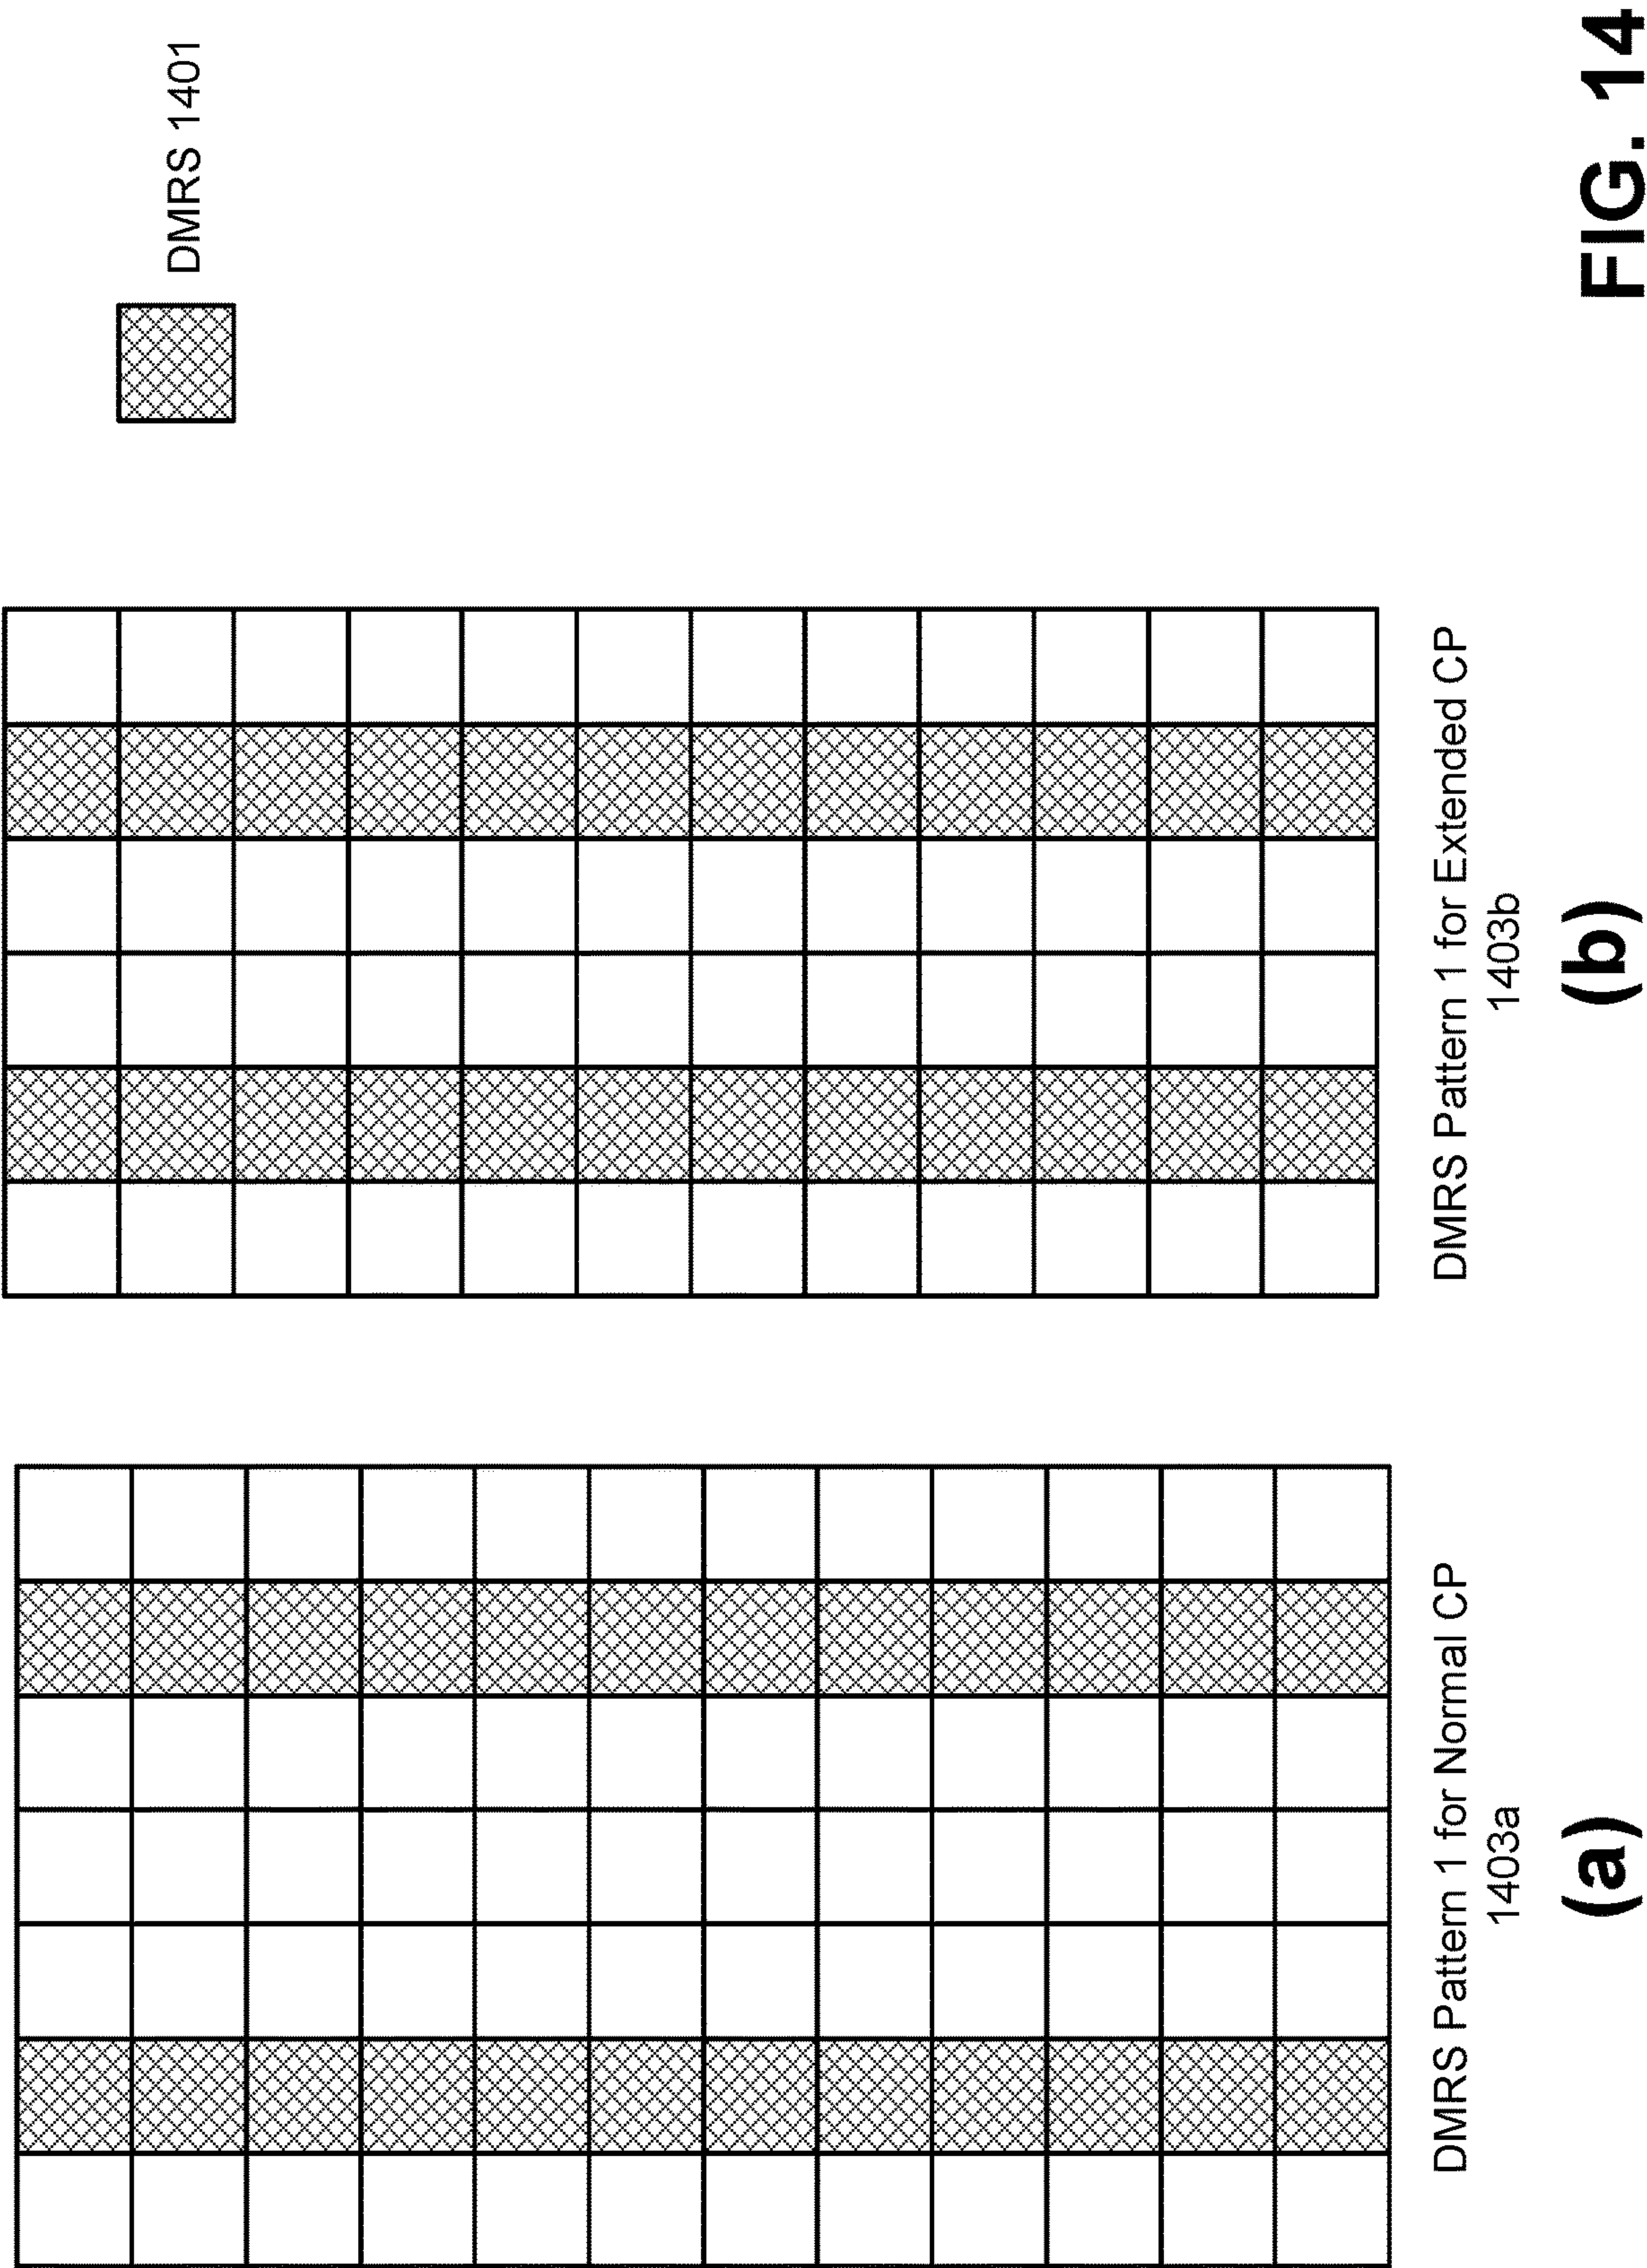 DMRS 1401
DMRS Pattern 1 for Normal CP
1403a
(a)
DMRS Pattern 1 for Extended CP
1403b
(b)
FIG. 14